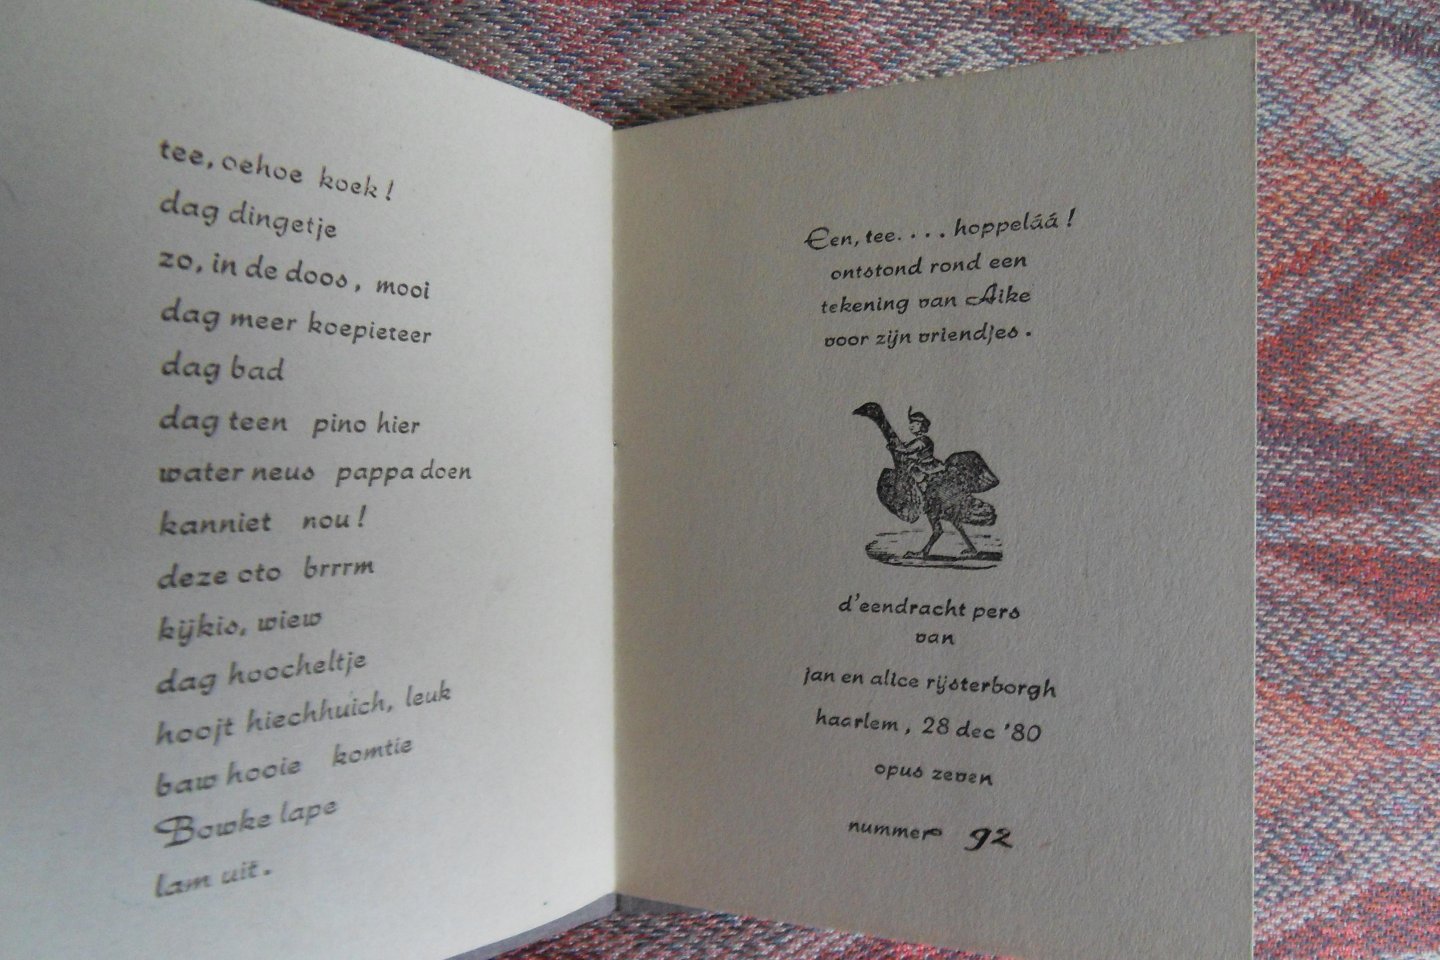 tee, oehoe koek!
dag dingetje
zo, in de doos, mooi
dag meer koepieteer
dag bad
dag teen pino hier
water neus pappa doen
kanniet nou!
deze oto brrrm
kijkis, wiew
dag hoocheltje
hoojt hiechhuich, leuk
baw hooie komtie
Bowke lape
lam uit.
Een, tee.... hoppeláá!
ontstond rond een
tekening van Aike
voor zijn vriendjes.
d'eendracht pers
van
jan en alice rijsterborgh
haarlem, 28 dec '80
opus zeven
nummer 92